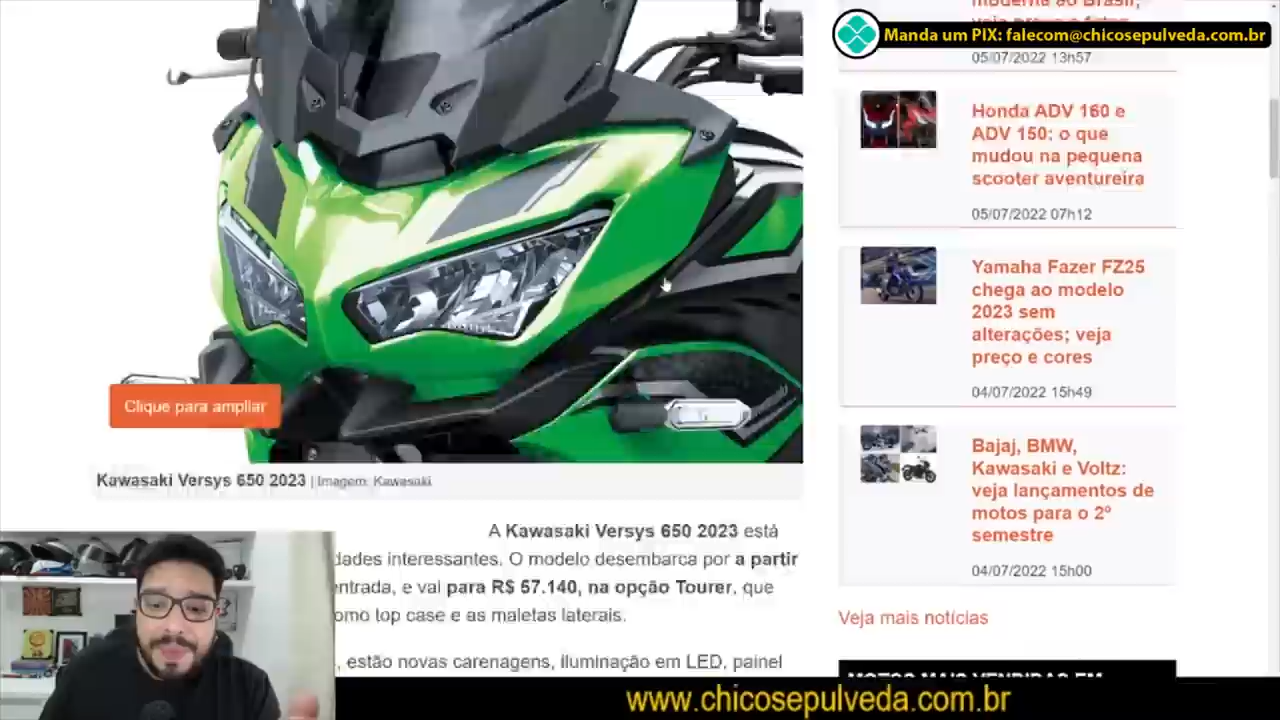 Manda um PIX: falecom@chicosepulveda.com.br
05/07/2022 13h57
Honda ADV 160 e
ADV 150: o que
mudou na pequena
scooter aventureira
05/07/2022 07h12
Yamaha Fazer FZ25
chega ao modelo
2023 sem
alterações; veja
preço e cores
04/07/2022 15h49
Bajaj, BMW,
Kawasaki e Voltz:
veja lançamentos de
motos para o 2º
semestre
04/07/2022 15h00
Veja mais notícias
Clique para ampliar
Kawasaki Versys 650 2023 | Imagem: Kawasaki
A Kawasaki Versys 650 2023 está
dades interessantes. O modelo desembarca por a partir
entrada, e vai para R$ 57.140, na opção Tourer, que
omo top case e as maletas laterais.
, estão novas carenagens, iluminação em LED, painel
www.chicosepulveda.com.br